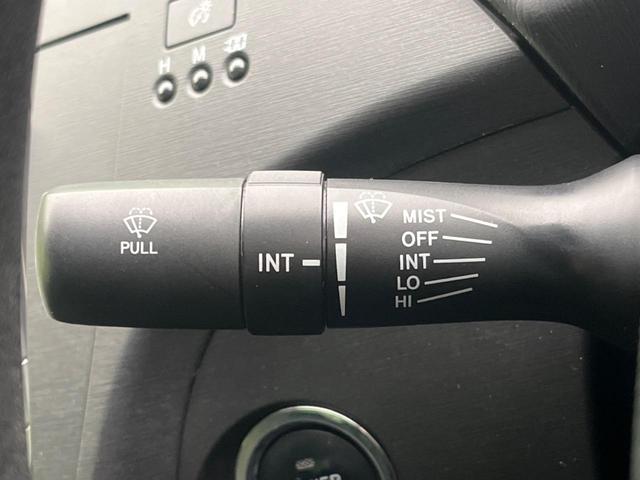 H M
PULL
INT
MIST
OFF
INT
LO
HI